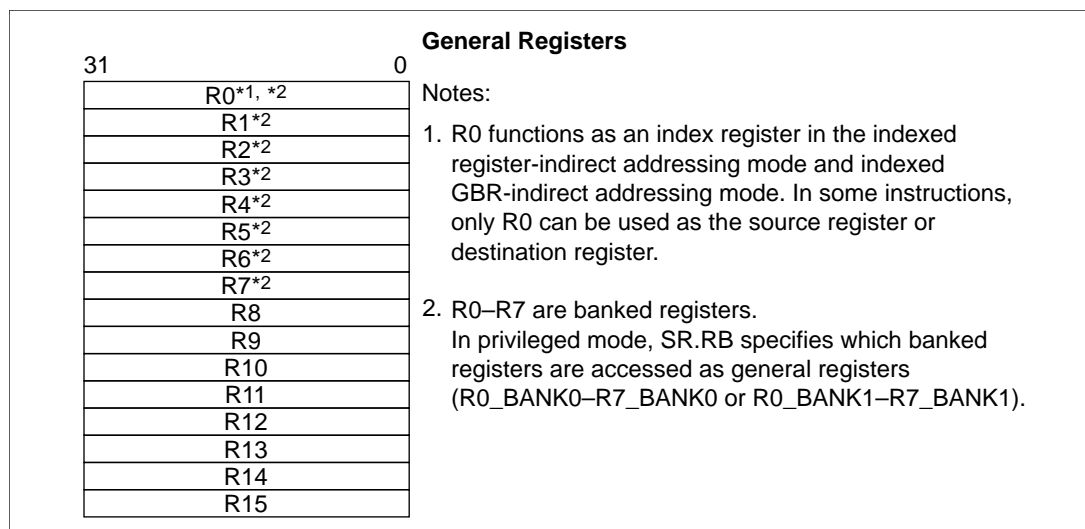 General Registers
31 0
R0*1, *2
R1*2
R2*2
R3*2
R4*2
R5*2
R6*2
R7*2
R8
R9
R10
R11
R12
R13
R14
R15
Notes:
1. R0 functions as an index register in the indexed
register-indirect addressing mode and indexed
GBR-indirect addressing mode. In some instructions,
only R0 can be used as the source register or
destination register.
2. R0–R7 are banked registers.
In privileged mode, SR.RB specifies which banked
registers are accessed as general registers
(R0_BANK0–R7_BANK0 or R0_BANK1–R7_BANK1).